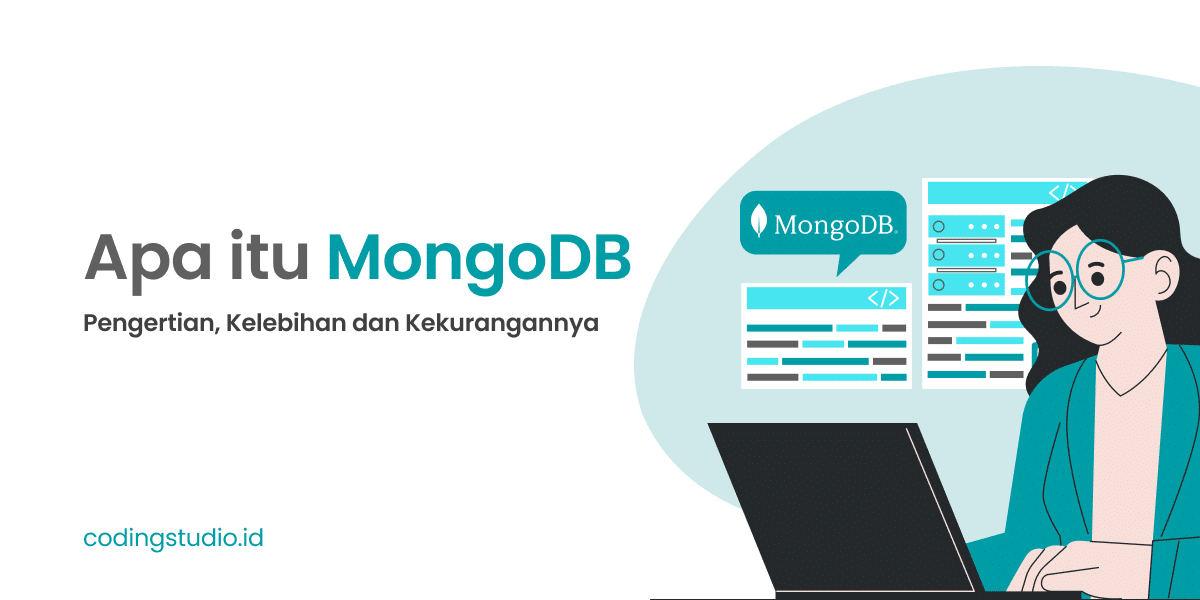 Apa itu MongoDB
Pengertian, Kelebihan dan Kekurangannya
MongoDB®
</>
</>
codingstudio.id